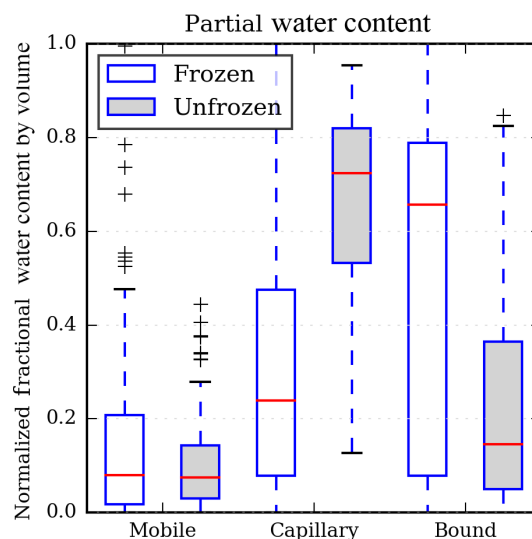 Partial water content
Normalized fractional water content by volume
1.0
0.8
0.6
0.4
0.2
0.0
Frozen
Unfrozen
Mobile
Capillary
Bound